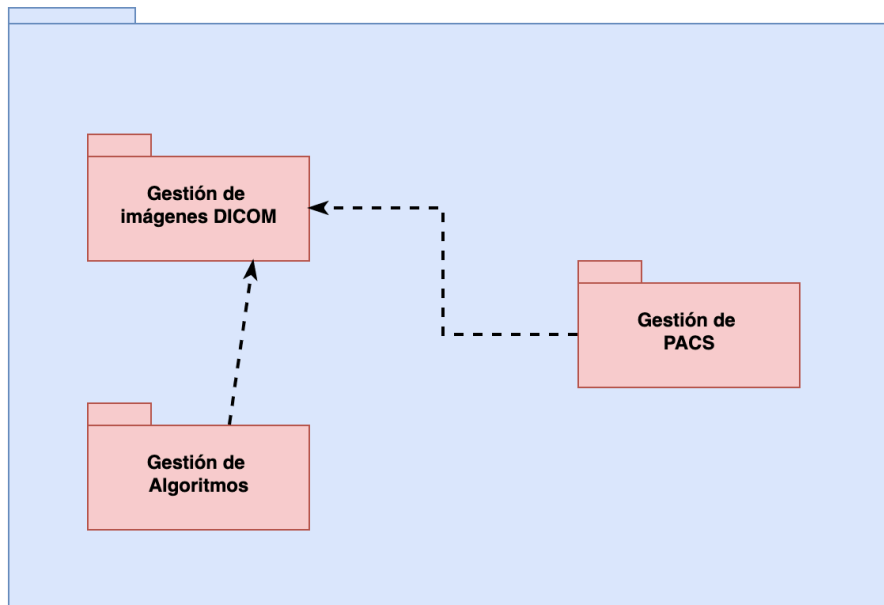 Gestión de
imágenes DICOM
Gestión de
PACS
Gestión de
Algoritmos